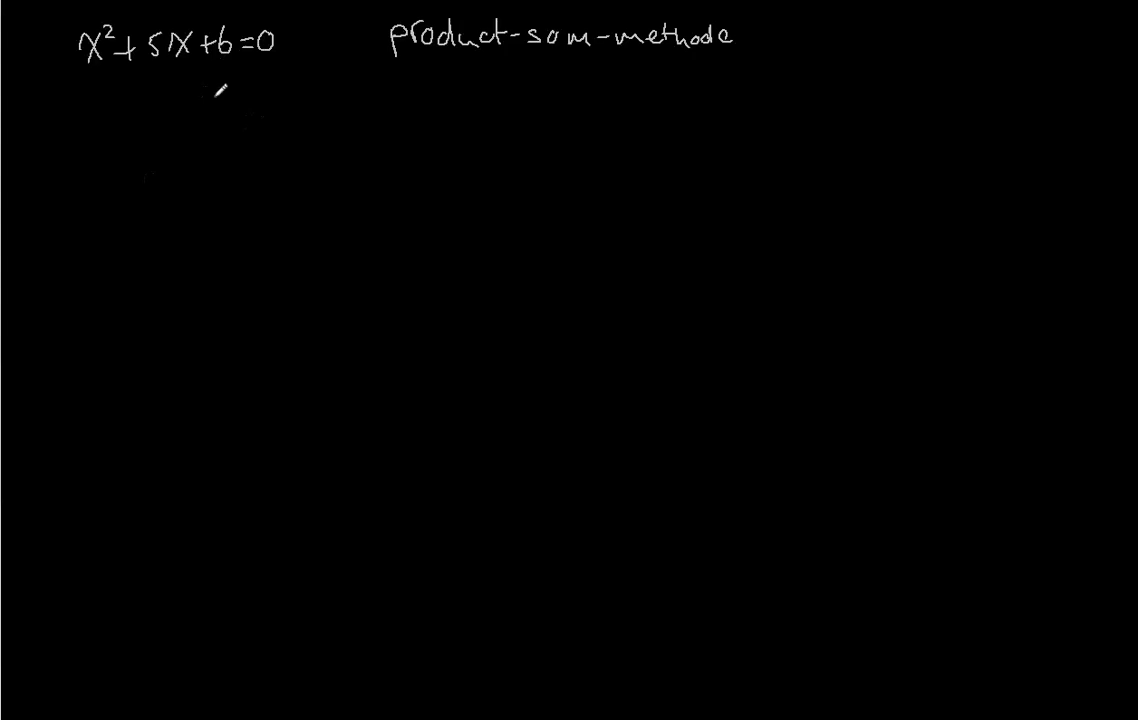 x² + 5x + 6 = 0 product-som-methode